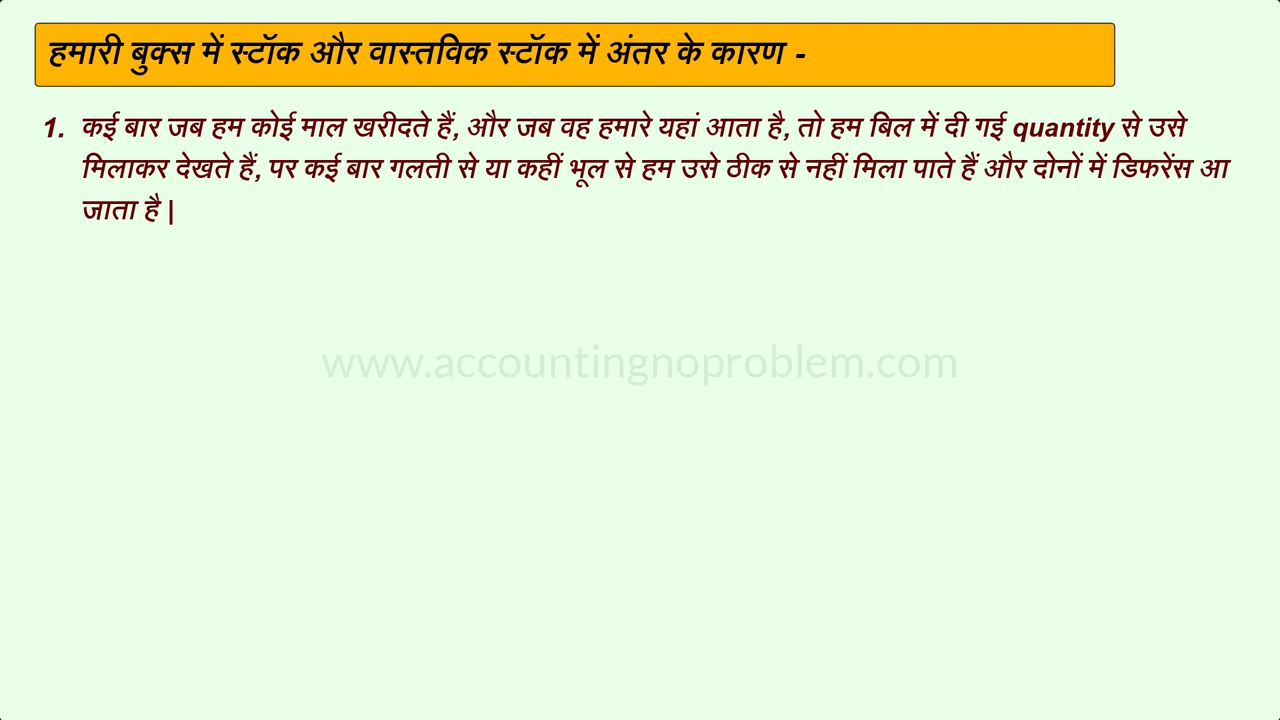 हमारी बुक्स में स्टॉक और वास्तविक स्टॉक में अंतर के कारण -
1. कई बार जब हम कोई माल खरीदते हैं, और जब वह हमारे यहां आता है, तो हम बिल में दी गई quantity से उसे
मिलाकर देखते हैं, पर कई बार गलती से या कहीं भूल से हम उसे ठीक से नहीं मिला पाते हैं और दोनों में डिफरेंस आ
जाता है |
www.accountingnoproblem.com